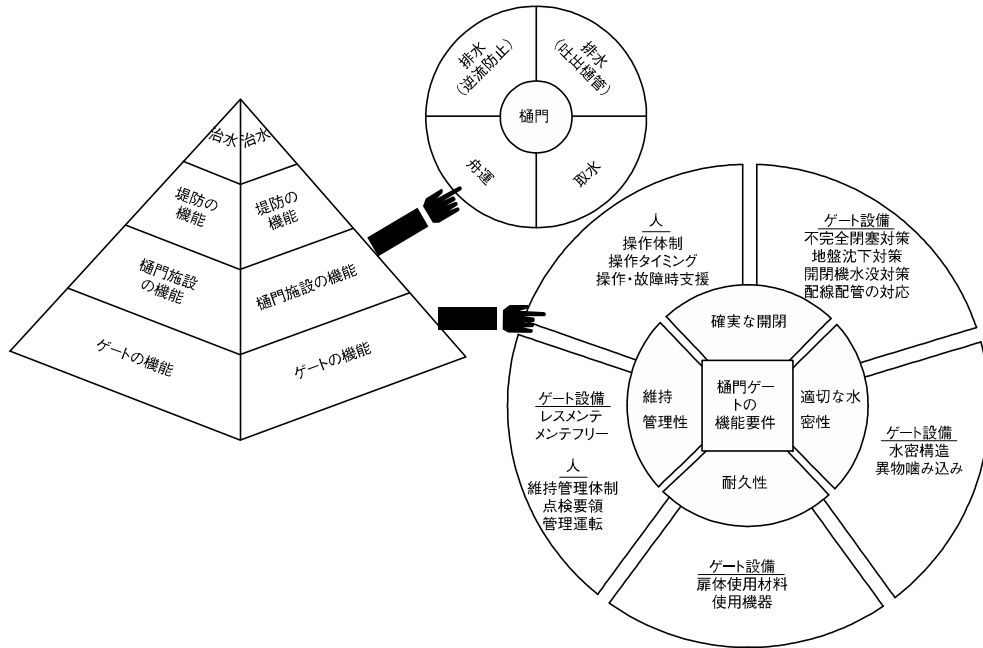 治水
治水
堤防の
機能
堤防の
機能
樋門施設
の機能
樋門施設の機能
ゲートの機能
ゲートの機能
排水
(逆流防止)
排水
(吐出樋管)
樋門
舟運
取水
人
操作体制
操作タイミング
操作・故障時支援
ゲート設備
不完全閉塞対策
地盤沈下対策
開閉機水没対策
配線配管の対応
確実な開閉
維持
管理性
樋門ゲー
トの
機能要件
適切な水
密性
耐久性
ゲート設備
レスメンテ
メンテフリー
人
維持管理体制
点検要領
管理運転
ゲート設備
水密構造
異物噛み込み
ゲート設備
扉体使用材料
使用機器